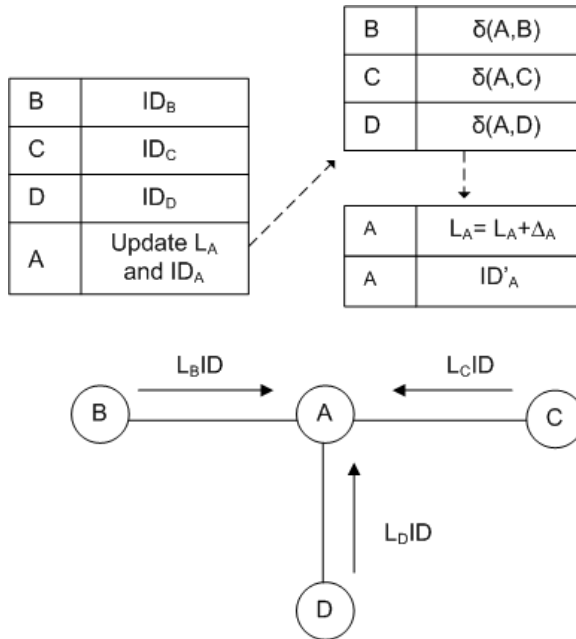 B ID_B
C ID_C
D ID_D
A Update L_A
and ID_A
B δ(A,B)
C δ(A,C)
D δ(A,D)
A L_A= L_A+Δ_A
A ID'_A
L_BID
L_CID
B
A
C
L_DID
D